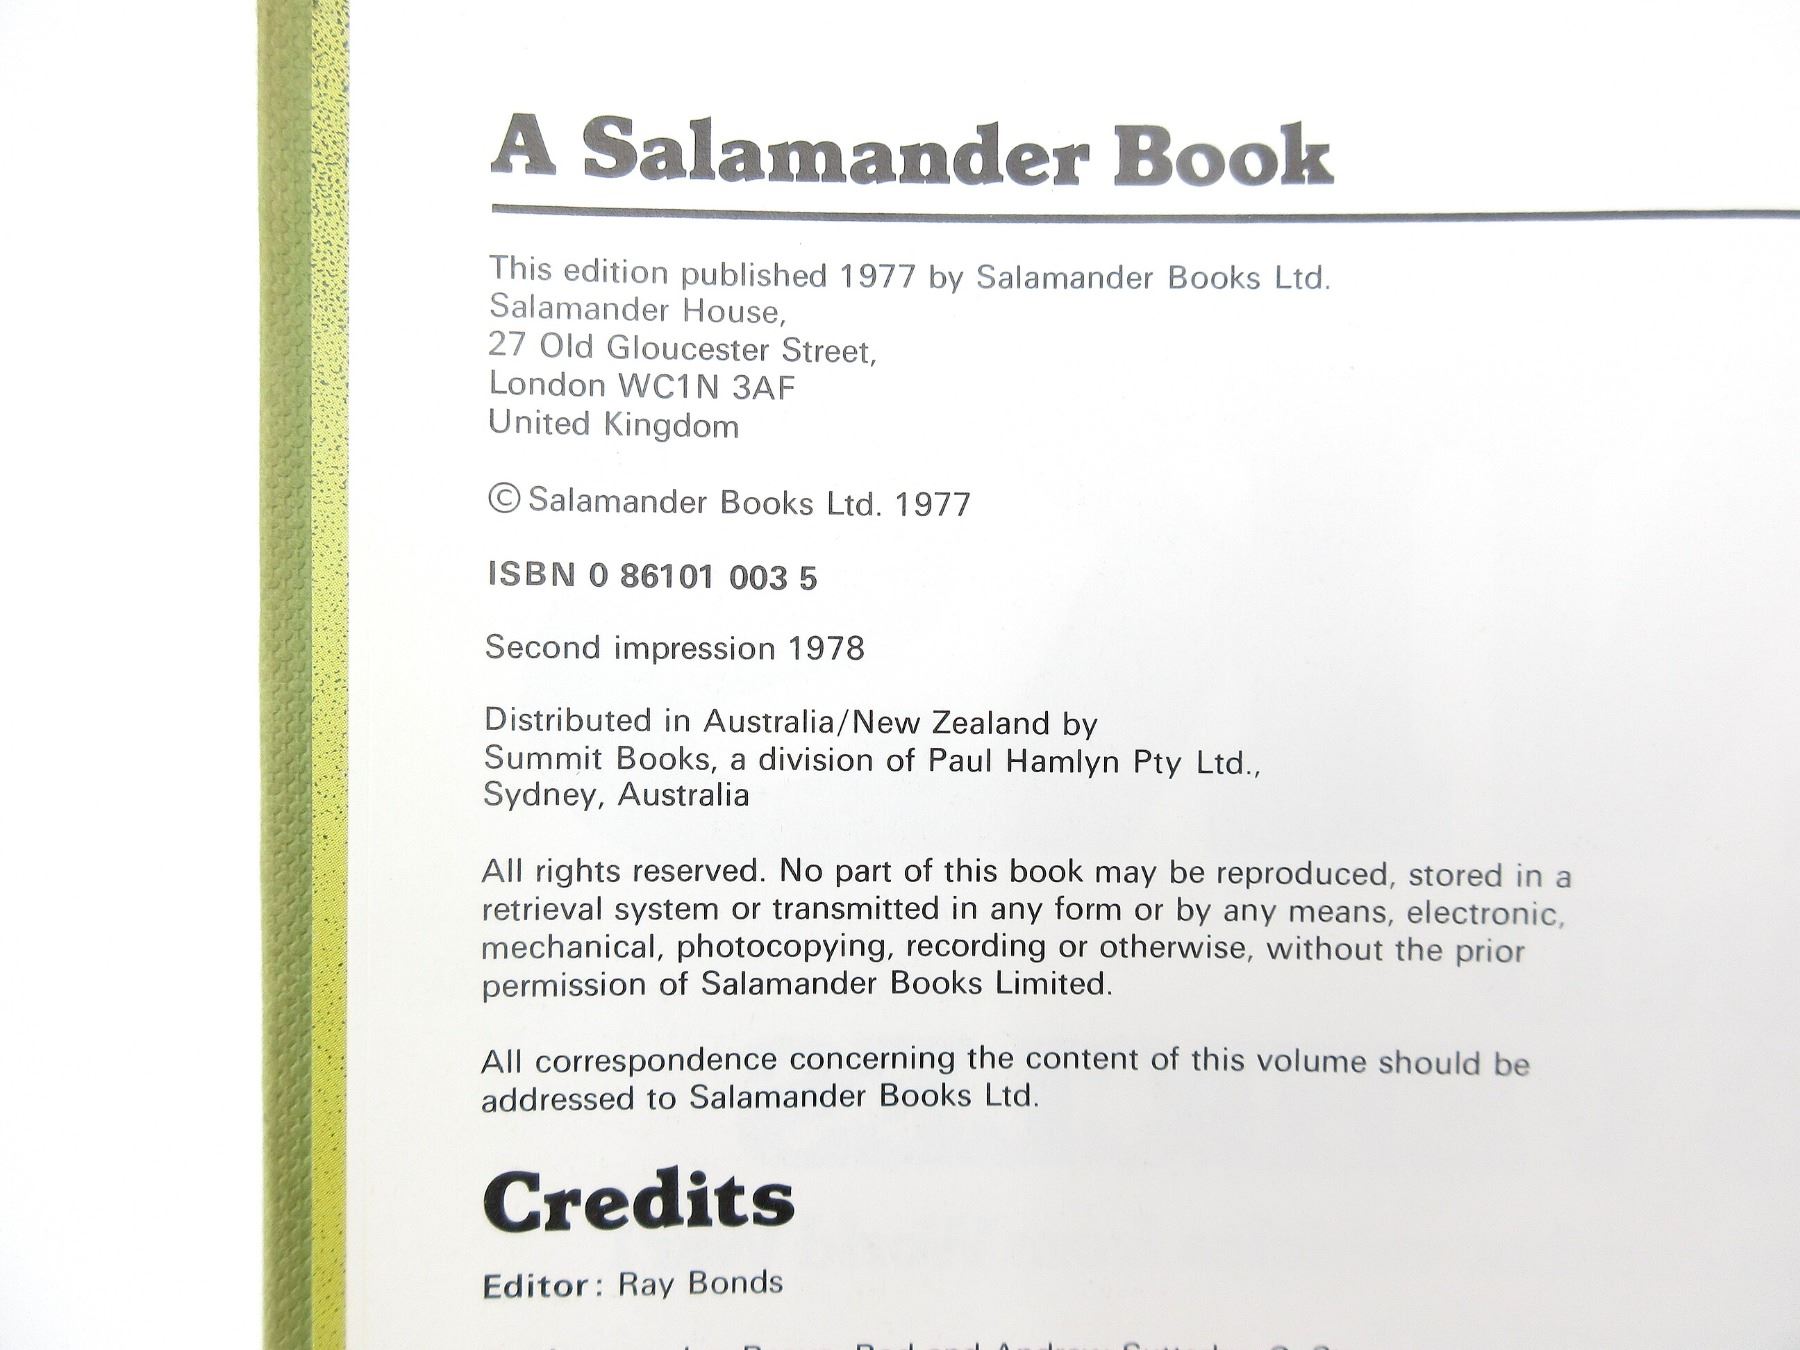 A Salamander Book
This edition published 1977 by Salamander Books Ltd.
Salamander House,
27 Old Gloucester Street,
London WC1N 3AF
United Kingdom
© Salamander Books Ltd. 1977
ISBN 0 86101 003 5
Second impression 1978
Distributed in Australia/New Zealand by
Summit Books, a division of Paul Hamlyn Pty Ltd.,
Sydney, Australia
All rights reserved. No part of this book may be reproduced, stored in a
retrieval system or transmitted in any form or by any means, electronic,
mechanical, photocopying, recording or otherwise, without the prior
permission of Salamander Books Limited.
All correspondence concerning the content of this volume should be
addressed to Salamander Books Ltd.
Credits
Editor: Ray Bonds